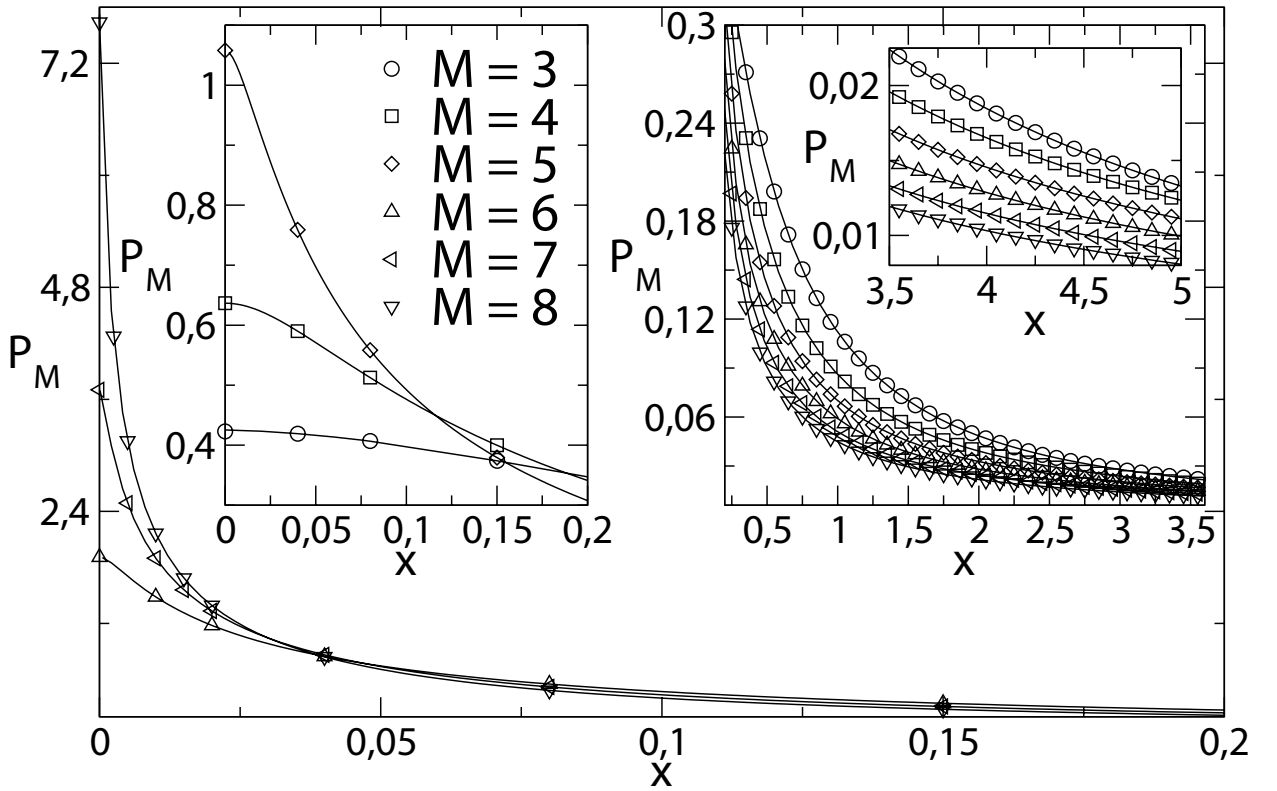 7,2
4,8
2,4
P_M
0
0,05
0,1
0,15
0,2
x
1
0,8
0,6
0,4
P_M
0
0,05
0,1
0,15
0,2
x
M = 3
M = 4
M = 5
M = 6
M = 7
M = 8
0,3
0,24
0,18
0,12
0,06
P_M
0,5
1
1,5
2
2,5
3
3,5
x
0,02
0,01
P_M
3,5
4
4,5
5
x